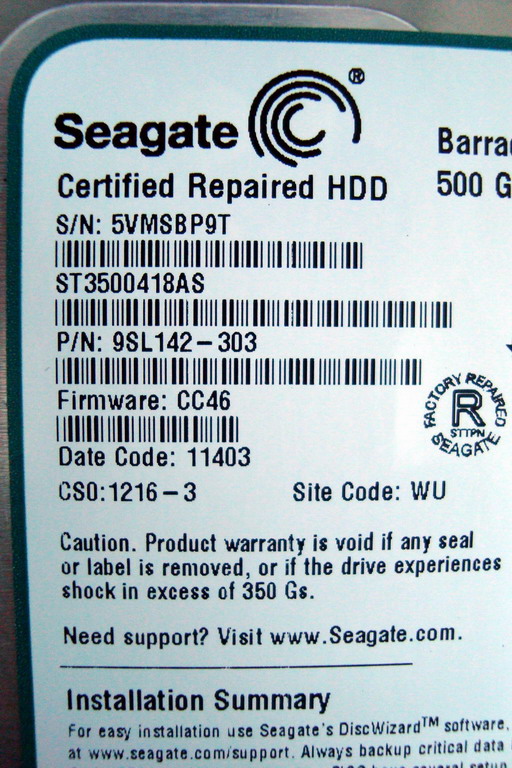 Seagate®
Certified Repaired HDD
500
S/N: 5VMSBP9T
ST3500418AS
P/N: 9SL142-303
Firmware: CC46
FACTORY REPAIRED
R
STTPN
SEAGATE
Date Code: 11403
CSO:1216-3 Site Code: WU
Caution. Product warranty is void if any seal
or label is removed, or if the drive experiences
shock in excess of 350 Gs.
Need support? Visit www.Seagate.com.
Installation Summary
For easy installation use Seagate's DiscWizard™ software,
at www.seagate.com/support. Always backup critical data